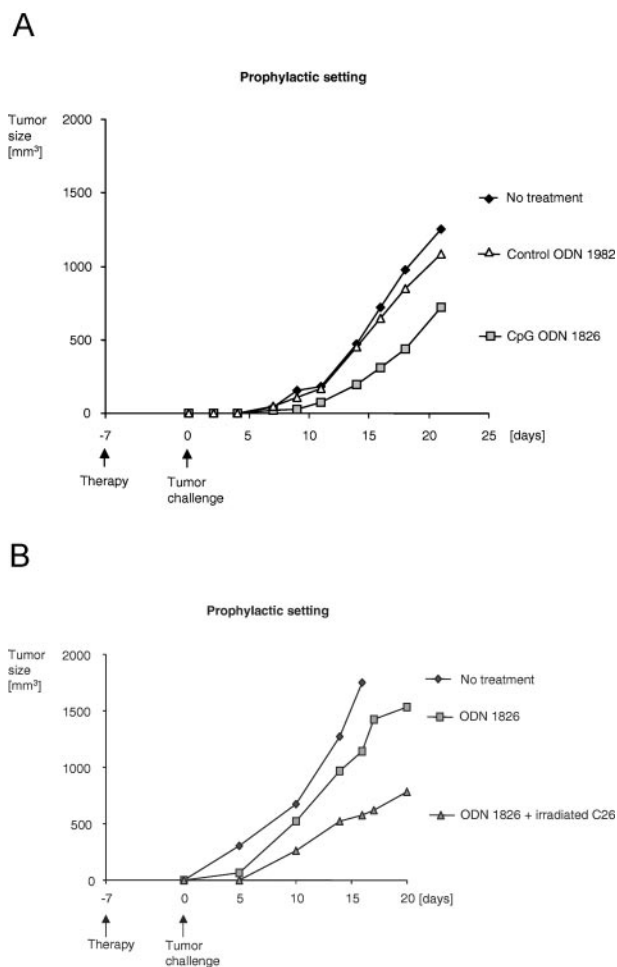 A
Prophylactic setting
Tumor
size
[mm³]
2000
1500
1000
500
0
No treatment
Control ODN 1982
CpG ODN 1826
-7 0 5 10 15 20 25 [days]
Therapy
Tumor
challenge
B
Prophylactic setting
Tumor
size
[mm³]
2000
1500
1000
500
0
No treatment
ODN 1826
ODN 1826 + irradiated C26
-7 0 5 10 15 20 [days]
Therapy
Tumor
challenge